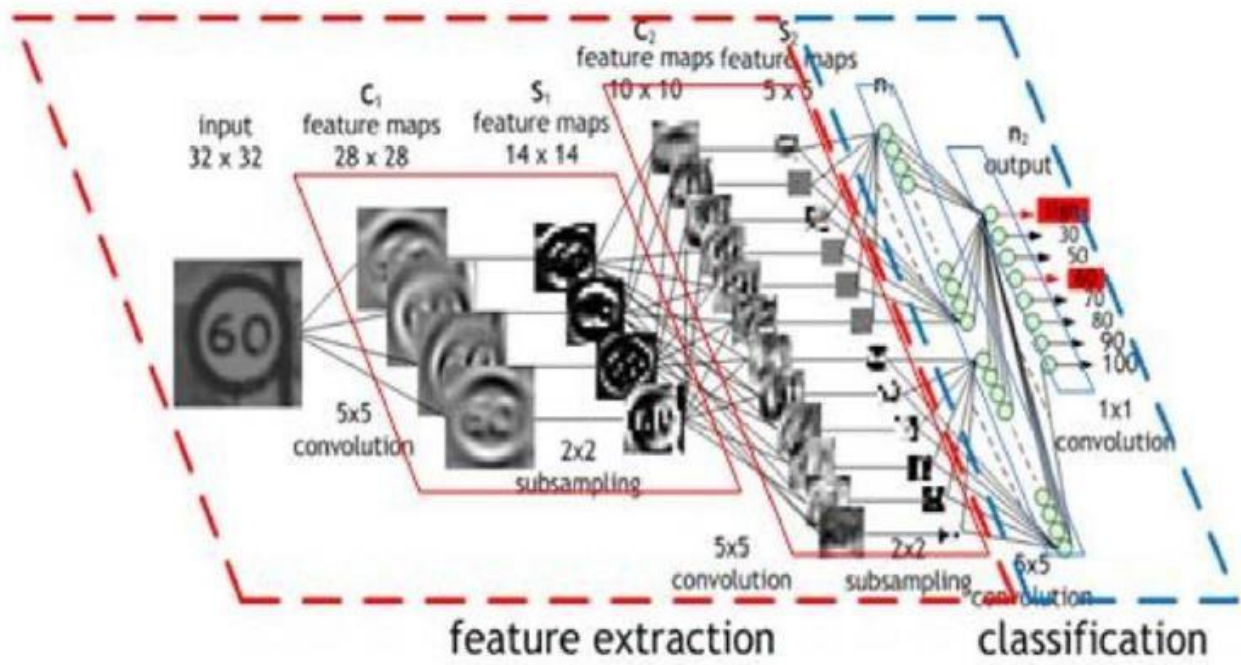 input
32 x 32
C1
feature maps
28 x 28
S1
feature maps
14 x 14
C2
feature maps
10 x 10
S2
feature maps
5 x 5
n1
n2
output
60
30
50
70
80
90
100
5x5
convolution
2x2
subsampling
5x5
convolution
2x2
subsampling
5x5
convolution
1x1
convolution
feature extraction
classification